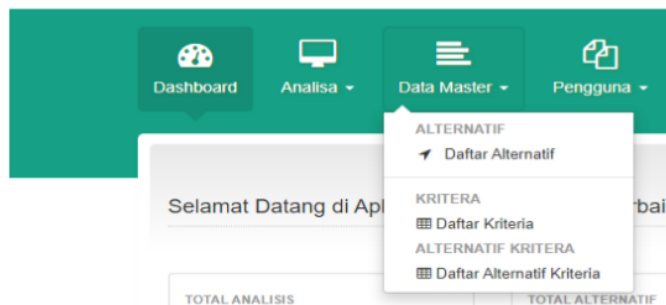 Dashboard
Analisa
Data Master
Pengguna
ALTERNATIF
Daftar Alternatif
Selamat Datang di Apl
KRITERA
Daftar Kriteria
ALTERNATIF KRITERA
Daftar Alternatif Kriteria
rbai
TOTAL ANALISIS
TOTAL ALTERNATIF